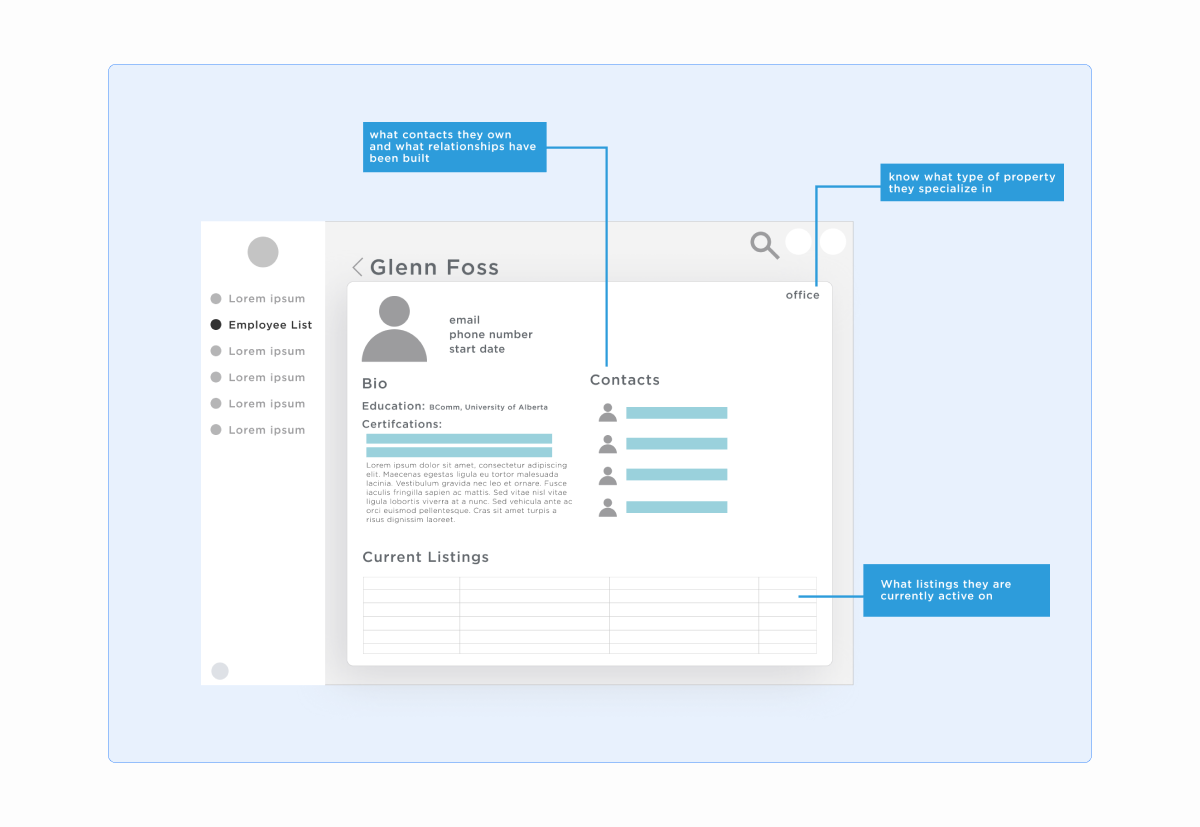 what contacts they own
and what relationships have
been built
know what type of property
they specialize in
Glenn Foss
office
Lorem ipsum
Employee List
Lorem ipsum
Lorem ipsum
Lorem ipsum
Lorem ipsum
email
phone number
start date
Bio
Education: BComm, University of Alberta
Certifcations:
Lorem ipsum dolor sit amet, consectetur adipiscing
elit. Maecenas egestas ligula eu tortor malesuada
lacinia. Vestibulum gravida nec leo et ornare. Fusce
iaculis fringilla sapien ac mattis. Sed vitae nisl vitae
ligula lobortis viverra at a nunc. Sed vehicula ante ac
orci euismod pellentesque. Cras sit amet turpis a
risus dignissim laoreet.
Contacts
Current Listings
What listings they are
currently active on